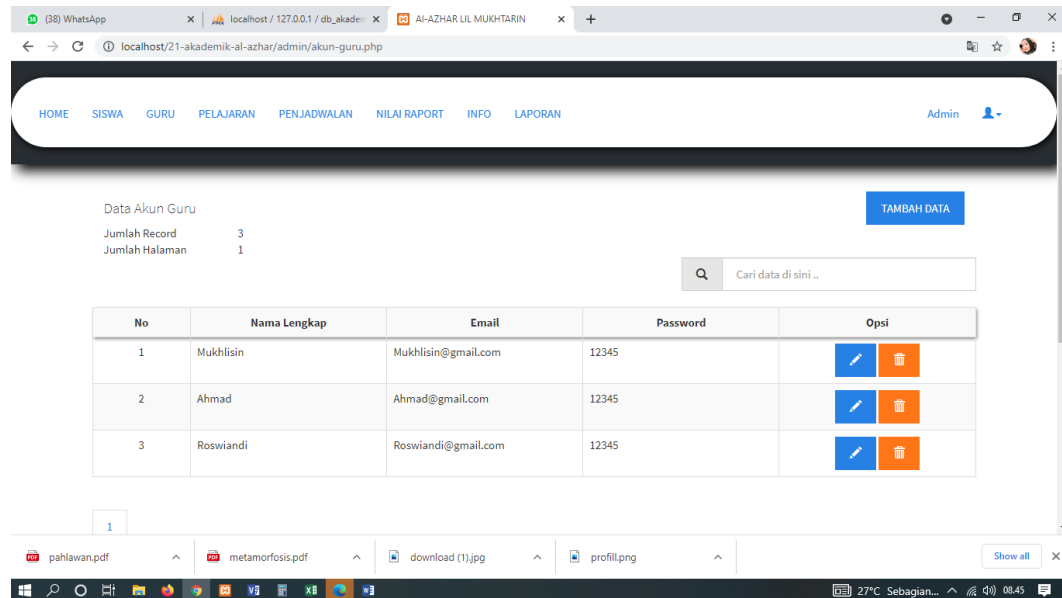 (38) WhatsApp
localhost / 127.0.0.1 / db_akaden
Al-AZHAR LIL MUKHTARIN
localhost/21-akademik-al-azhar/admin/akun-guru.php
HOME SISWA GURU PELAJARAN PENJADWALAN NILAI RAPORT INFO LAPORAN Admin
Data Akun Guru
TAMBAH DATA
Jumlah Record 3
Jumlah Halaman 1
Cari data di sini ..
No Nama Lengkap Email Password Opsi
1 Mukhlisin Mukhlisin@gmail.com 12345
2 Ahmad Ahmad@gmail.com 12345
3 Roswiandi Roswiandi@gmail.com 12345
1
pahlawan.pdf metamorfosis.pdf download (1).jpg profill.png Show all
27°C Sebagian... 08.45